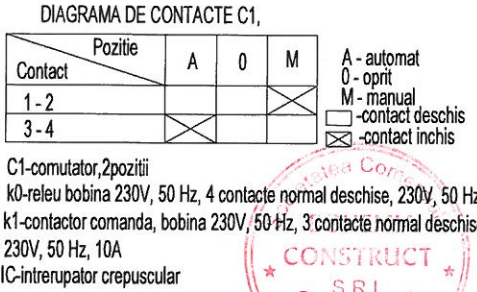 DIAGRAMA DE CONTACTE C1,
Pozitie
Contact
A 0 M
1 - 2
3 - 4
A - automat
0 - oprit
M - manual
-contact deschis
-contact inchis
C1-comutator,2pozitii
k0-releu bobina 230V, 50 Hz, 4 contacte normal deschise, 230V, 50 Hz
k1-contactor comanda, bobina 230V, 50 Hz, 3 contacte normal deschise
230V, 50 Hz, 10A
IC-intrerupator crepuscular
CONSTRUCT
SRL